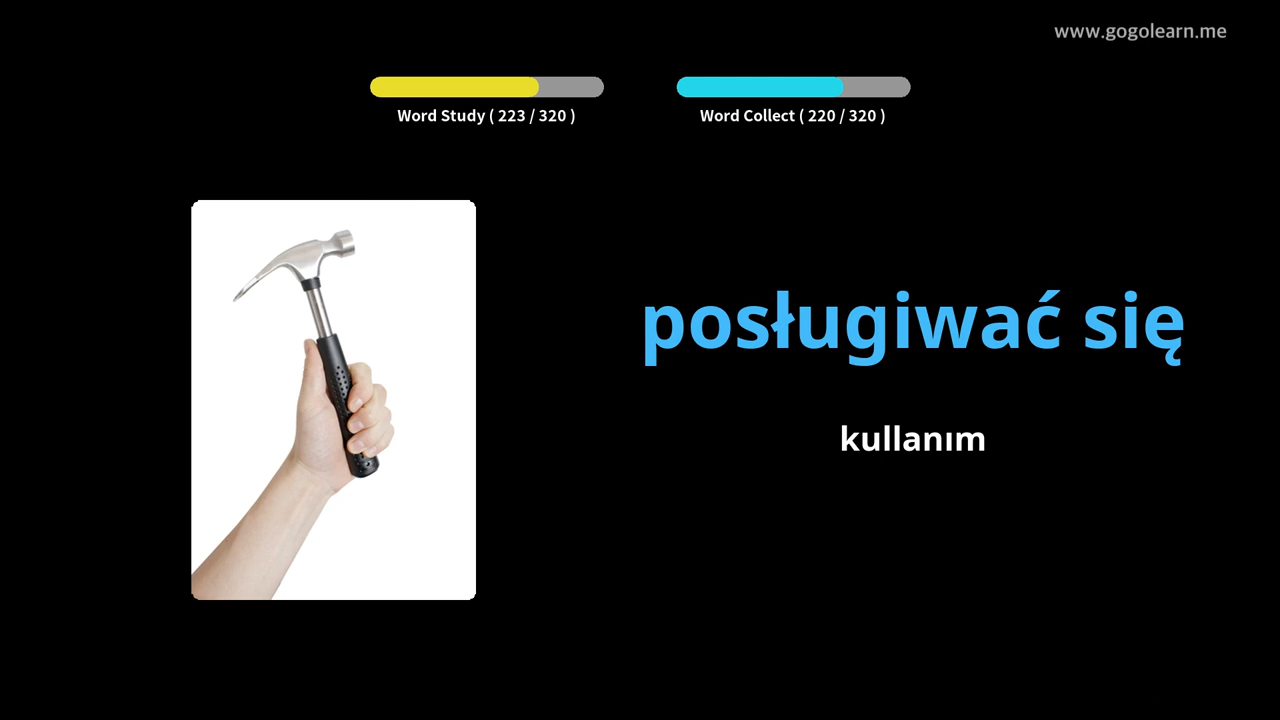 www.gogolearn.me
Word Study ( 223 / 320 )
Word Collect ( 220 / 320 )
posługiwać się
kullanım